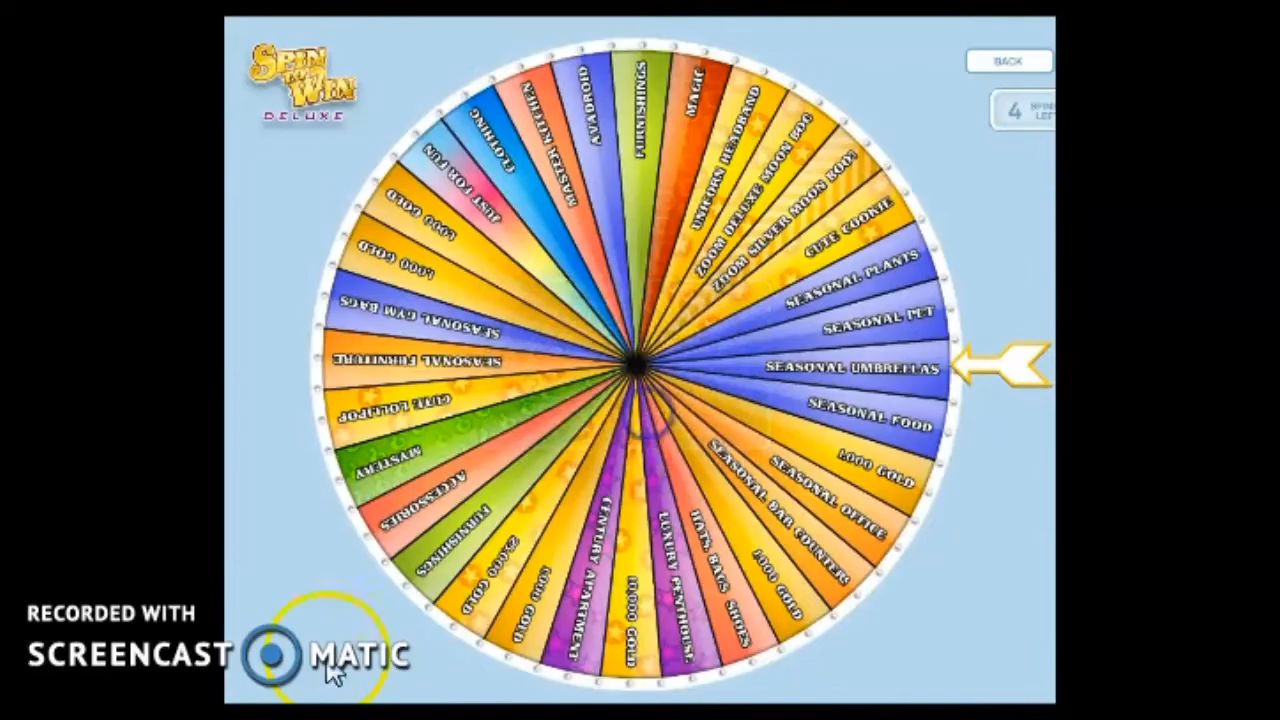 SPIN
TO
WIN
DELUXE
BACK
4
FURNISHINGS
MAGIC
UNICORN HEADBAND
ZOOM DELUXE MOON BOO
ZOOM SILVER MOON BOO
CUTE COOKIE
SEASONAL PLANTS
SEASONAL PET
SEASONAL UMBRELLAS
SEASONAL FOOD
1,000 GOLD
SEASONAL OFFICE
SEASONAL BAR COUNTER
1,000 GOLD
HATS, BAGS SHOES
LUXURY PENTHOUSE
10,000 GOLD
CENTURY APARTMENT
1,000 GOLD
25,000 GOLD
FURNISHINGS
ACCESSORIES
MYSTERY
CUTE LOLLIPOP
SEASONAL FURNITURE
SEASONAL GYM BAGS
1,000 GOLD
1,000 GOLD
JUST FOR FUN
CLOTHING
MASTER KITCHEN
AVADROID
RECORDED WITH
SCREENCAST MATIC